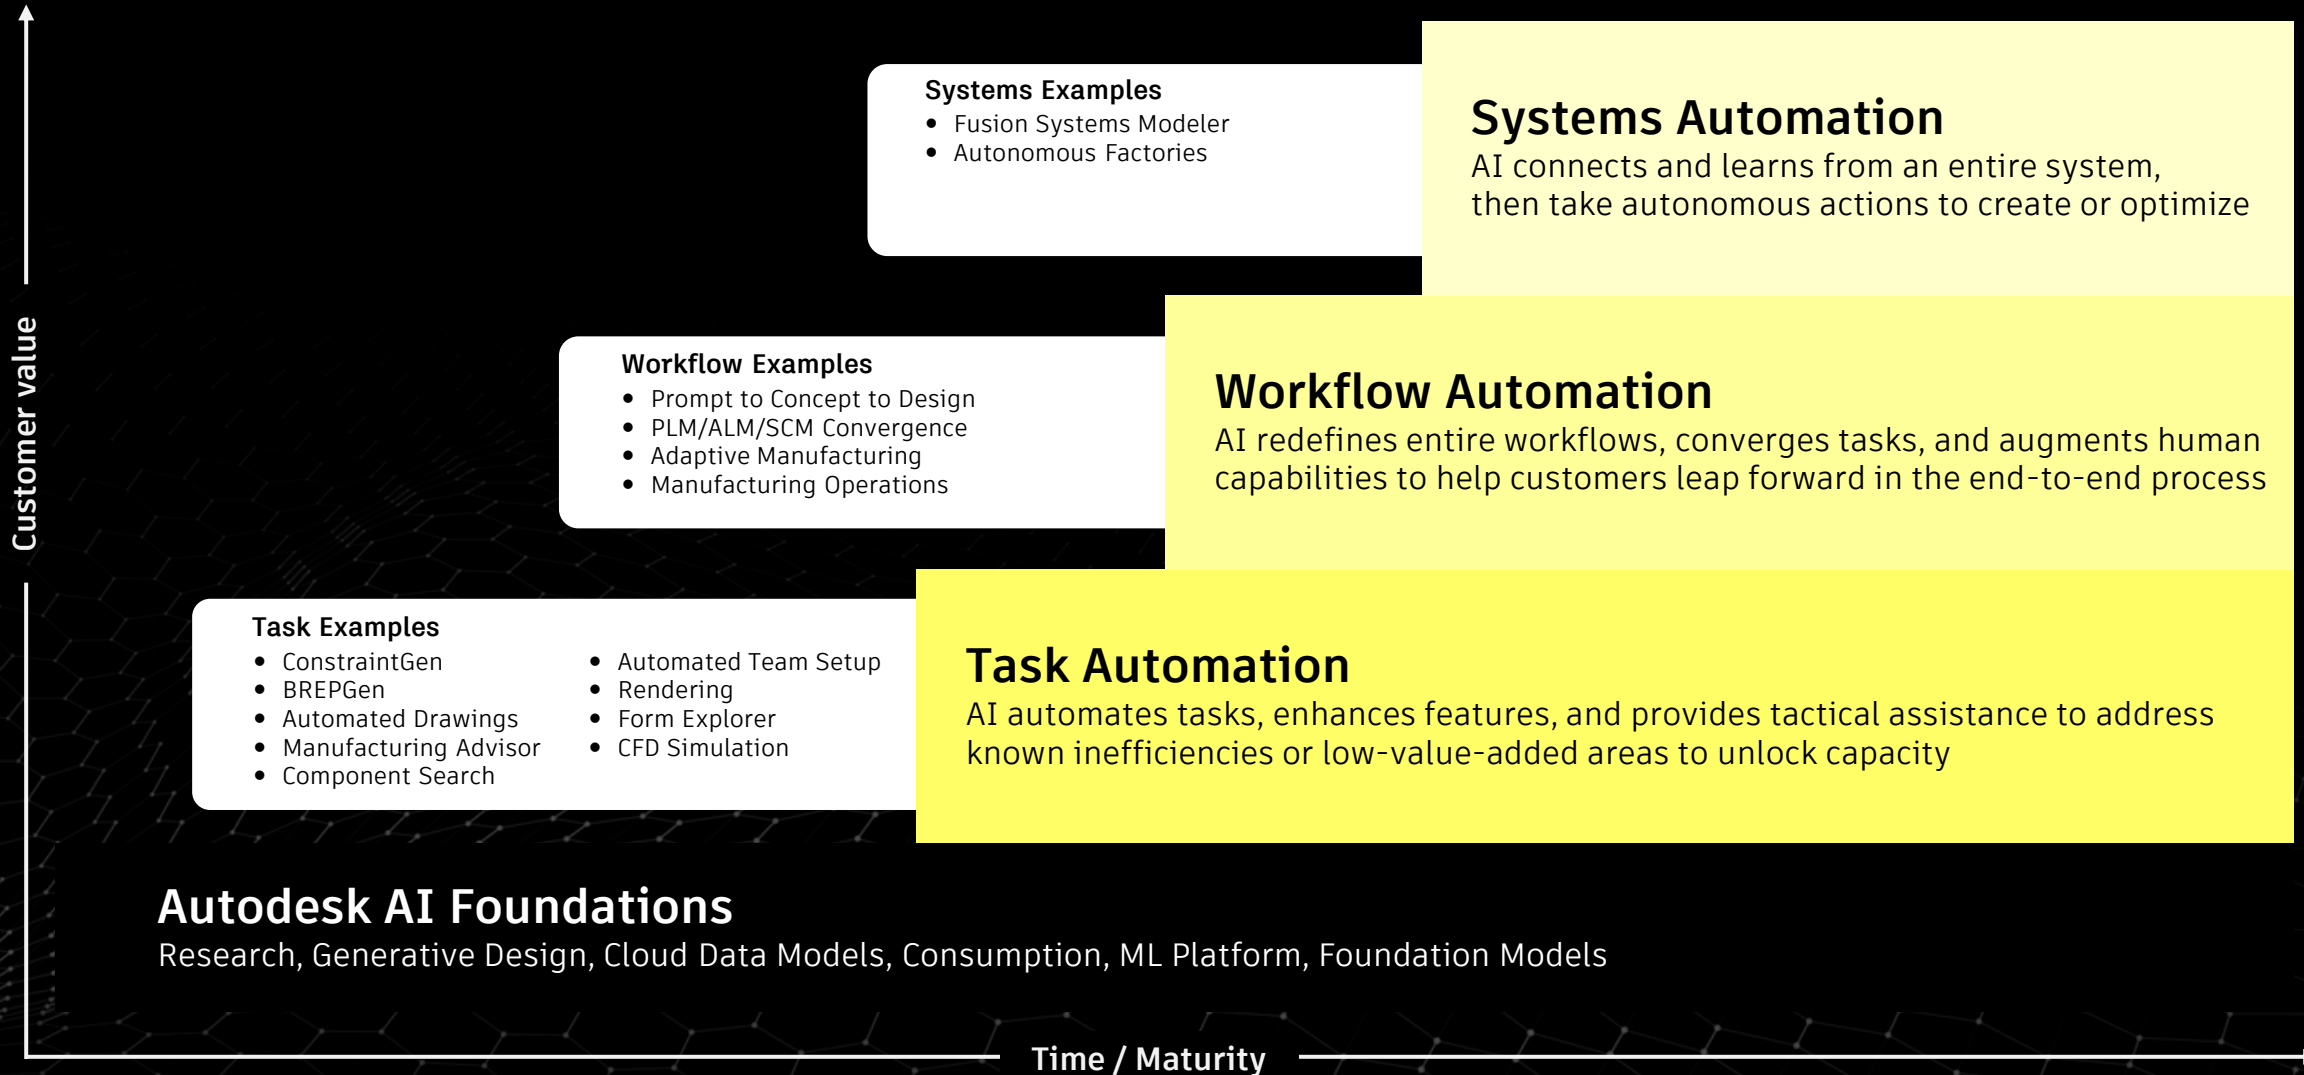 Systems Examples
• Fusion Systems Modeler
• Autonomous Factories
Systems Automation
AI connects and learns from an entire system,
then take autonomous actions to create or optimize
Workflow Examples
• Prompt to Concept to Design
• PLM/ALM/SCM Convergence
• Adaptive Manufacturing
• Manufacturing Operations
Workflow Automation
AI redefines entire workflows, converges tasks, and augments human
capabilities to help customers leap forward in the end-to-end process
Customer value
Task Examples
• ConstraintGen
• BREPGen
• Automated Drawings
• Manufacturing Advisor
• Component Search
• Automated Team Setup
• Rendering
• Form Explorer
• CFD Simulation
Task Automation
AI automates tasks, enhances features, and provides tactical assistance to address
known inefficiencies or low-value-added areas to unlock capacity
Autodesk AI Foundations
Research, Generative Design, Cloud Data Models, Consumption, ML Platform, Foundation Models
Time / Maturity